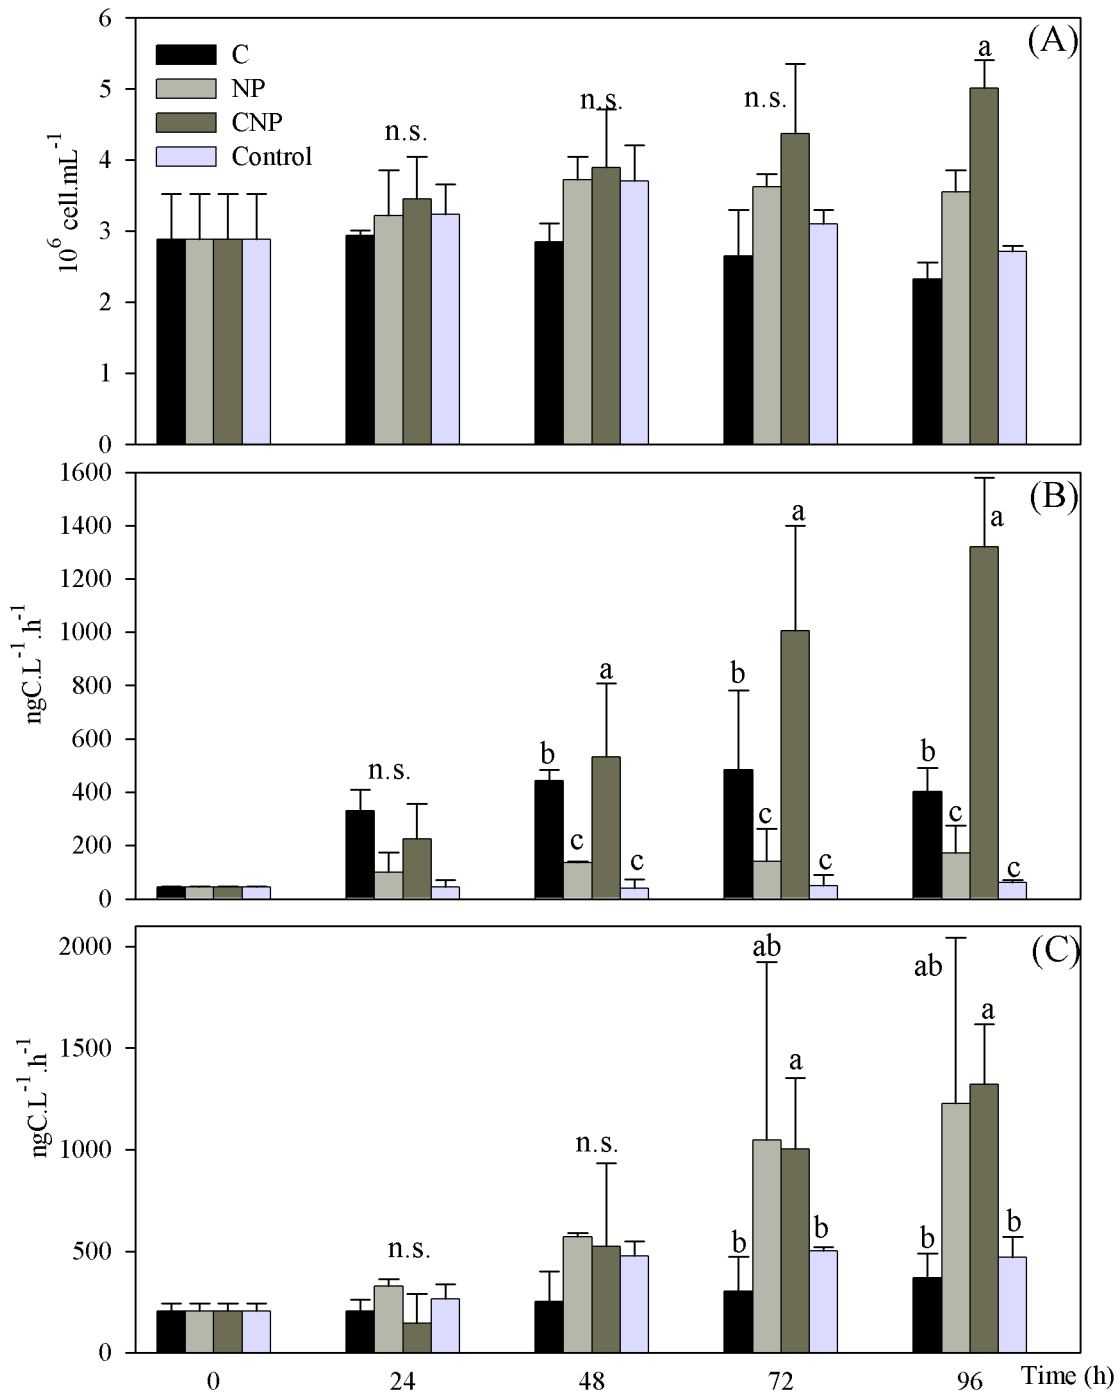 6
(A)
C
a
5
NP
n.s.
n.s.
n.s.
CNP
4
Control
3
10⁶ cell.mL⁻¹
2
1
0
1600
(B)
1400
a
a
1200
1000
ngC.L⁻¹.h⁻¹
800
a
b
600
b
b
n.s.
400
200
c
c
c
c
c
c
0
2000
ab
(C)
ab
a
1500
a
n.s.
ngC.L⁻¹.h⁻¹
1000
500
n.s.
b
b
b
b
0
0
24
48
72
96
Time (h)